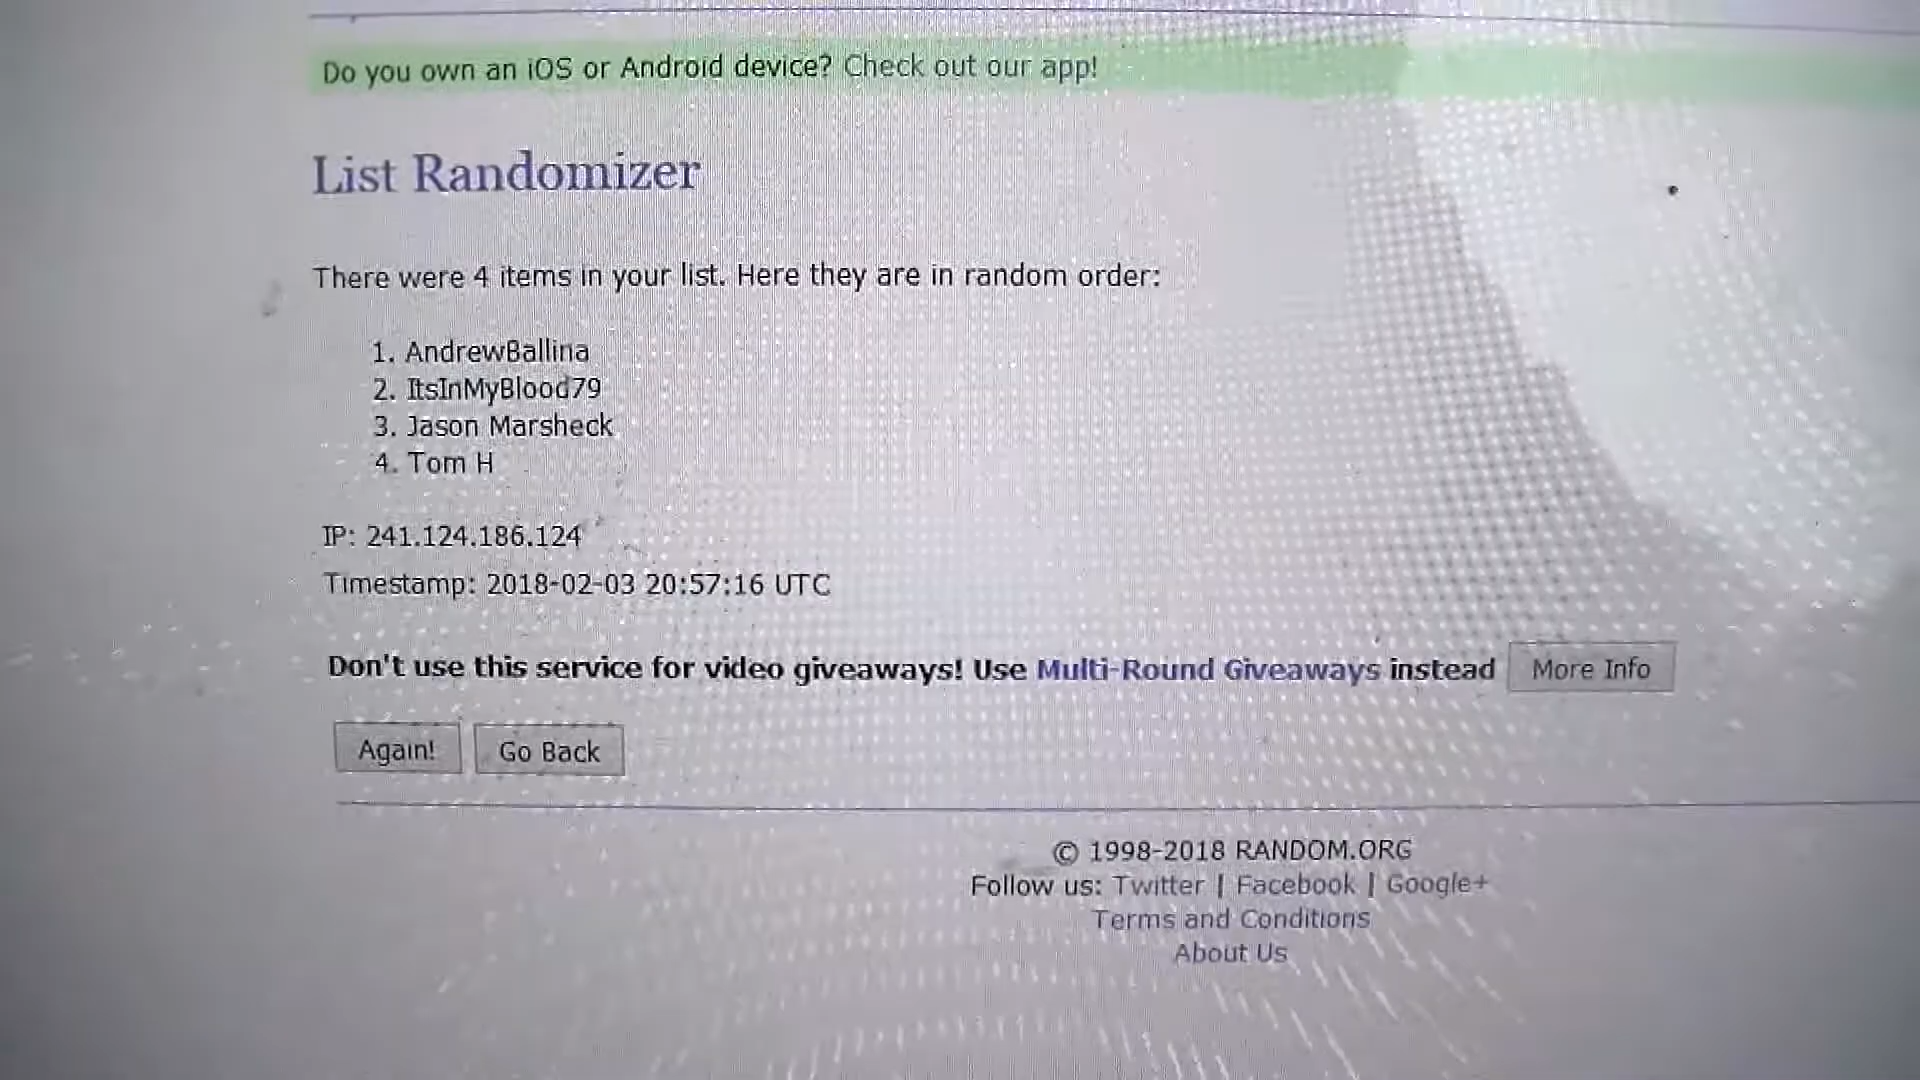 Do you own an iOS or Android device? Check out our app!
List Randomizer
There were 4 items in your list. Here they are in random order:
1. AndrewBallina
2. ItsInMyBlood79
3. Jason Marsheck
4. Tom H
IP: 241.124.186.124
Timestamp: 2018-02-03 20:57:16 UTC
Don't use this service for video giveaways! Use Multi-Round Giveaways instead More Info
Again! Go Back
© 1998-2018 RANDOM.ORG
Follow us: Twitter | Facebook | Google+
Terms and Conditions
About Us